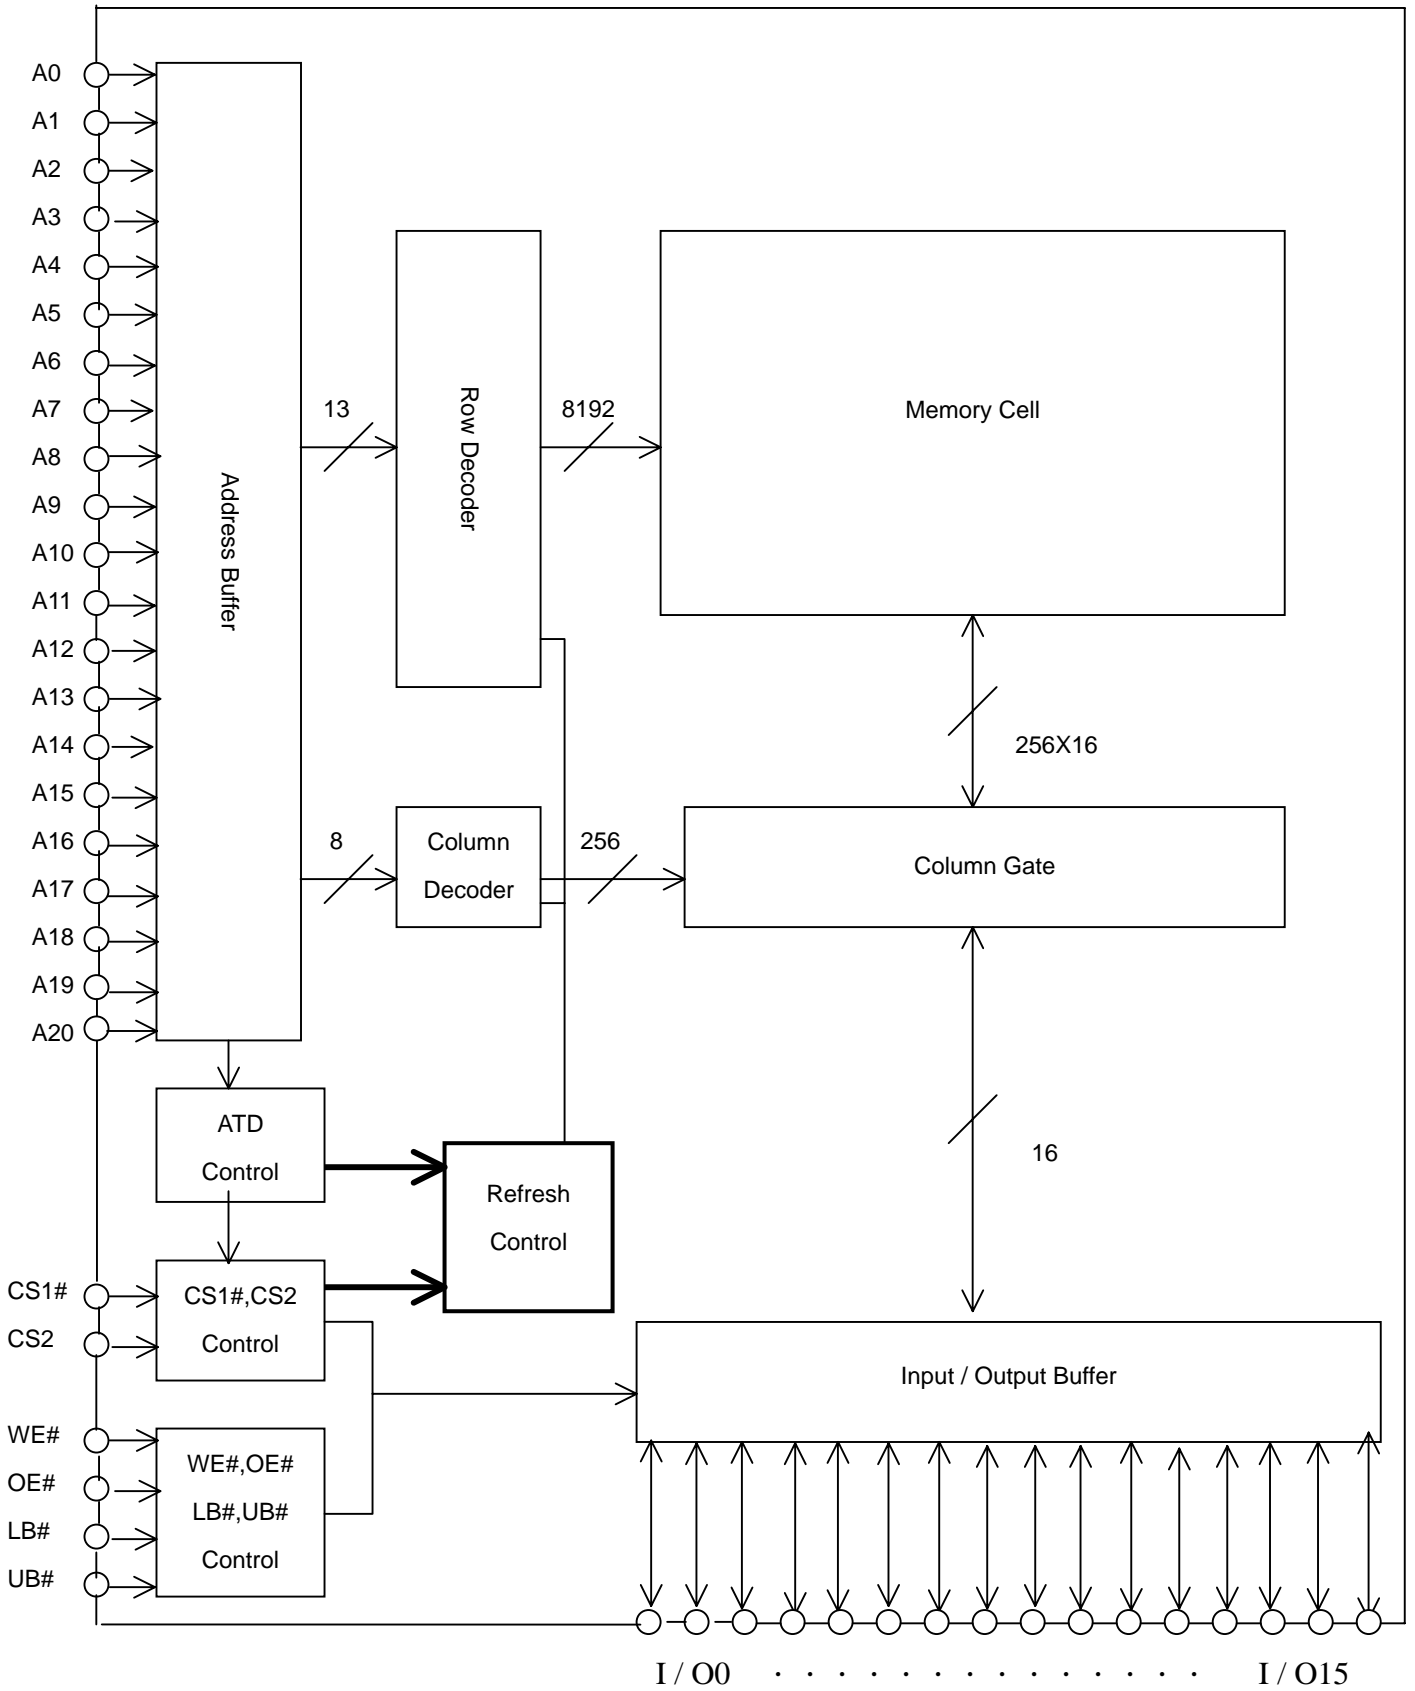 A0
A1
A2
A3
A4
A5
A6
A7
A8
A9
A10
A11
A12
A13
A14
A15
A16
A17
A18
A19
A20
Address Buffer
13
Row Decoder
8192
Memory Cell
256X16
8
Column
Decoder
256
Column Gate
16
ATD
Control
Refresh
Control
CS1#
CS2
CS1#,CS2
Control
WE#
OE#
LB#
UB#
WE#,OE#
LB#,UB#
Control
Input / Output Buffer
I / O0 · · · · · · · · · · · · · · I / O15